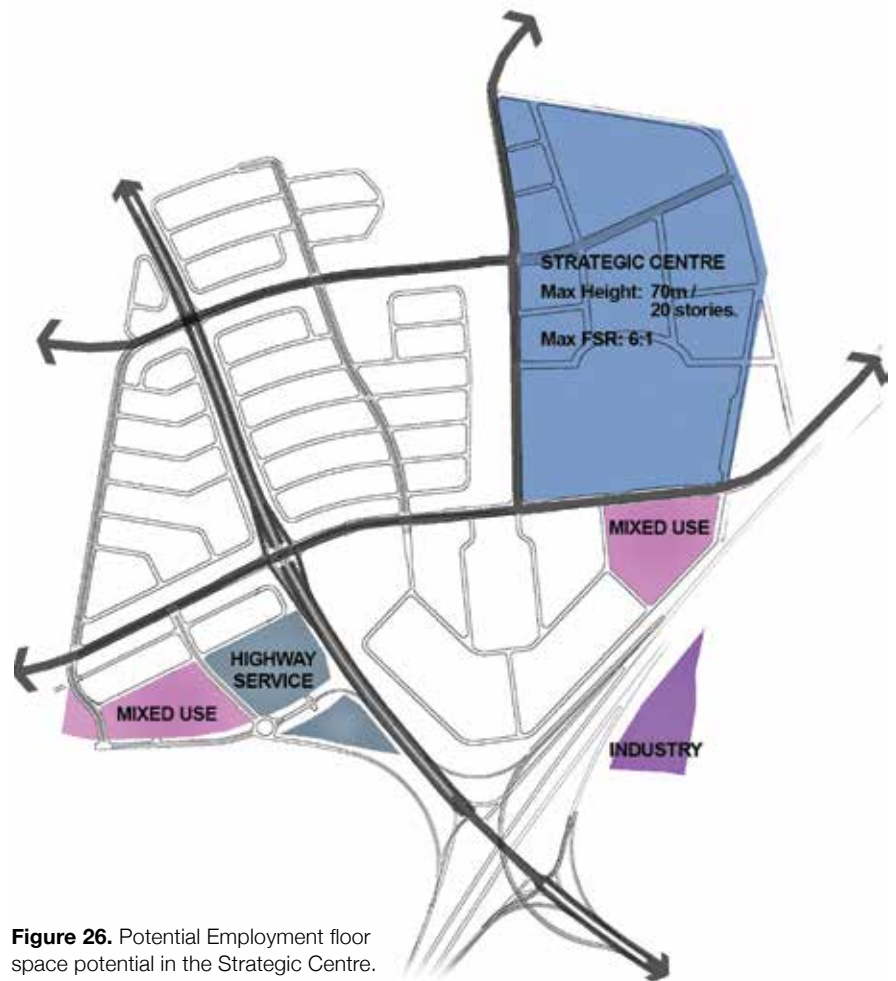 STRATEGIC CENTRE
Max Height: 70m /
20 stories.
Max FSR: 6:1
MIXED USE
HIGHWAY
SERVICE
MIXED USE
INDUSTRY
Figure 26. Potential Employment floor
space potential in the Strategic Centre.